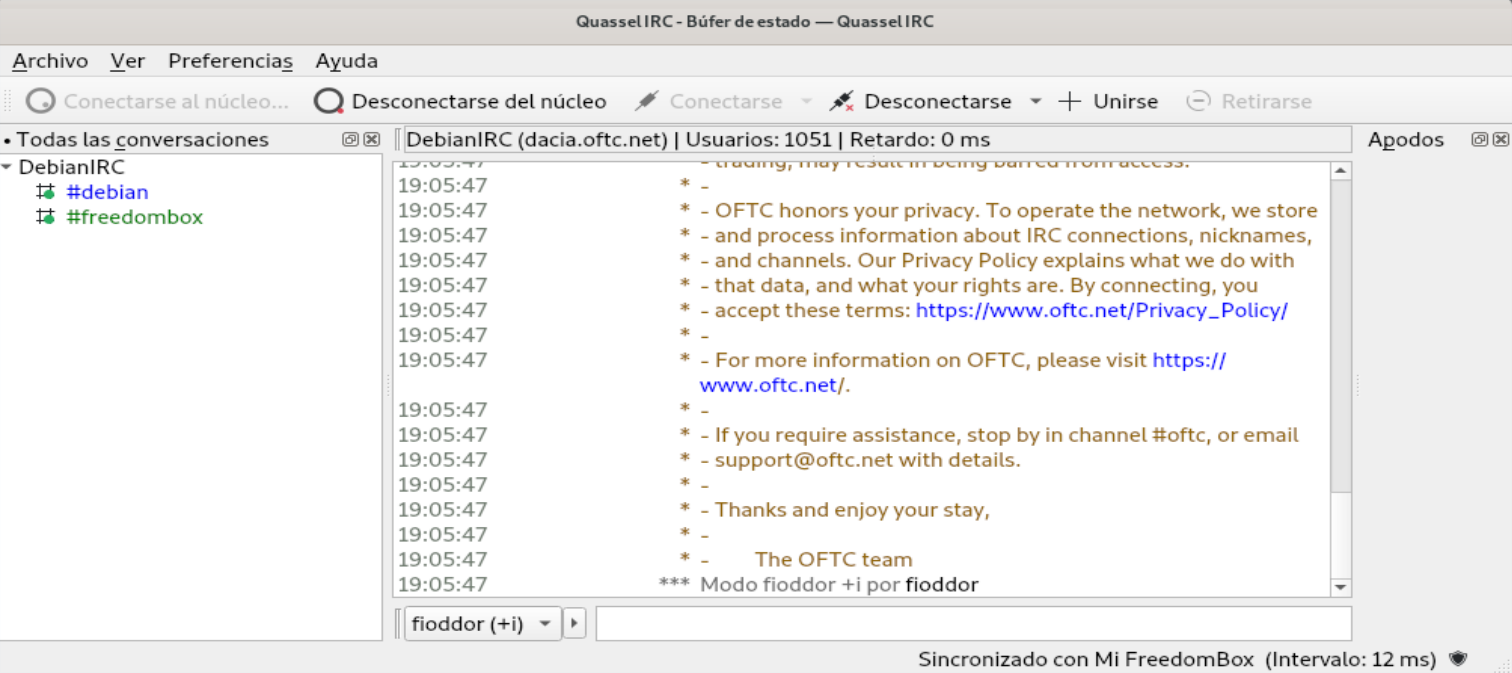 Quassel IRC - Búfer de estado — Quassel IRC
Archivo Ver Preferencias Ayuda
Conectarse al núcleo... Desconectarse del núcleo Conectarse Desconectarse Unirse Retirarse
• Todas las conversaciones
DebianIRC
#debian
#freedombox
DebianIRC (dacia.oftc.net) | Usuarios: 1051 | Retardo: 0 ms
19:05:47 - trading, may result in being barred from access.
19:05:47 * -
19:05:47 * - OFTC honors your privacy. To operate the network, we store
19:05:47 * - and process information about IRC connections, nicknames,
19:05:47 * - and channels. Our Privacy Policy explains what we do with
19:05:47 * - that data, and what your rights are. By connecting, you
19:05:47 * - accept these terms: https://www.oftc.net/Privacy_Policy/
19:05:47 * -
19:05:47 * - For more information on OFTC, please visit https://
www.oftc.net/.
19:05:47 * -
19:05:47 * - If you require assistance, stop by in channel #oftc, or email
19:05:47 * - support@oftc.net with details.
19:05:47 * -
19:05:47 * - Thanks and enjoy your stay,
19:05:47 * -
19:05:47 * - The OFTC team
19:05:47 *** Modo fioddor +i por fioddor
fioddor (+i)
Apodos
Sincronizado con Mi FreedomBox (Intervalo: 12 ms)